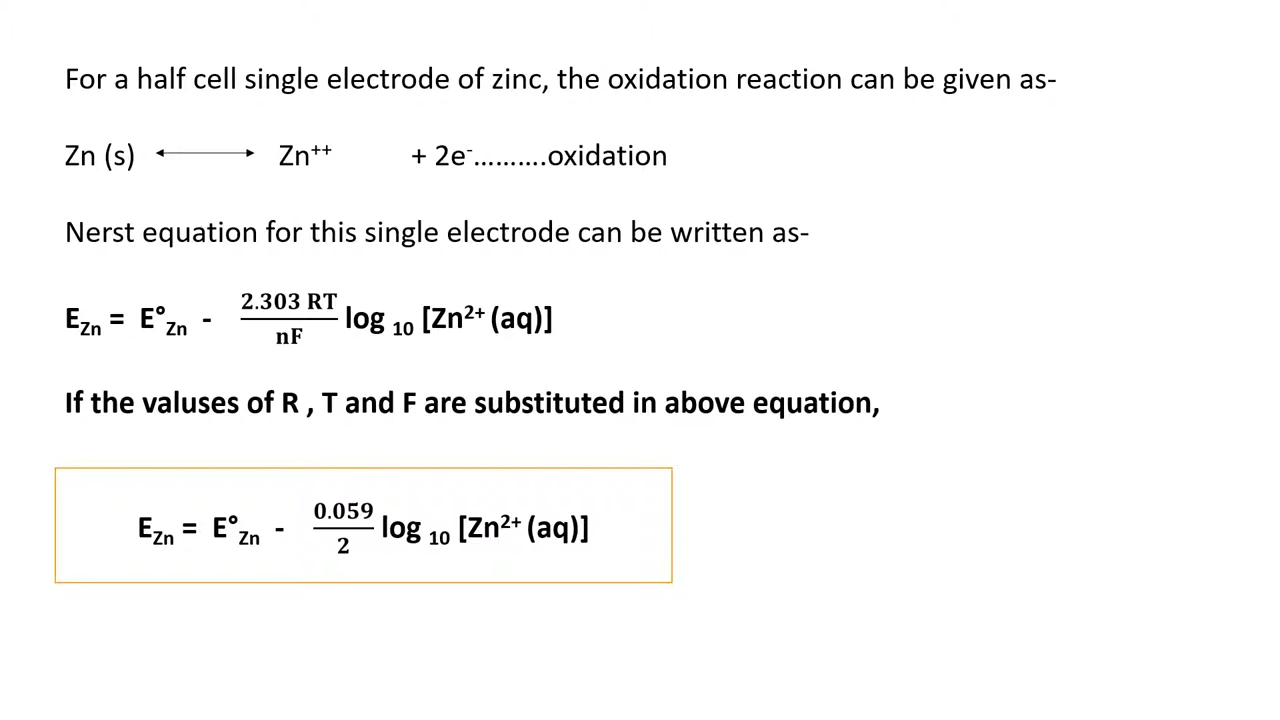 For a half cell single electrode of zinc, the oxidation reaction can be given as-
Zn (s) ⟷ Zn⁺⁺ + 2e⁻……….oxidation
Nerst equation for this single electrode can be written as-
E_Zn = E°_Zn - (2.303 RT / nF) log ₁₀ [Zn²⁺ (aq)]
If the valuses of R , T and F are substituted in above equation,
E_Zn = E°_Zn - (0.059 / 2) log ₁₀ [Zn²⁺ (aq)]